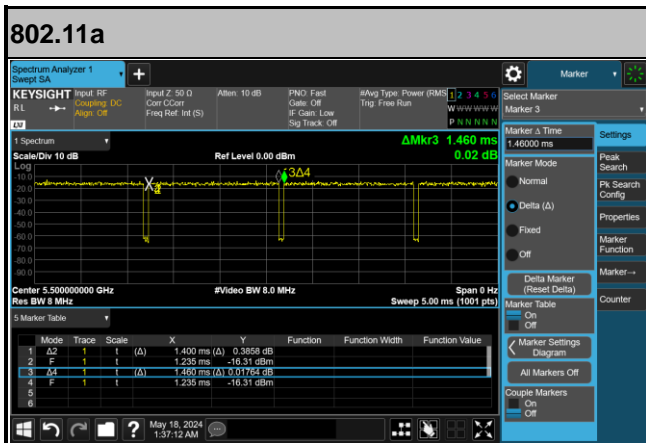 802.11a
Spectrum Analyzer 1
Swept SA
KEYSIGHT
RL
Input: RF
Coupling: DC
Align: Off
Input Z: 50 Ω
Corr CCorr
Freq Ref: Int (S)
Atten: 10 dB
PNO: Fast
Gate: Off
IF Gain: Low
Sig Track: Off
#Avg Type: Power (RMS
Trig: Free Run
1 2 3 4 5 6
W W W W W W
P N N N N N
1 Spectrum
Scale/Div 10 dB
Log
Ref Level 0.00 dBm
ΔMkr3 1.460 ms
0.02 dB
3Δ4
-10.0
-20.0
-30.0
-40.0
-50.0
-60.0
-70.0
-80.0
-90.0
Center 5.500000000 GHz
Res BW 8 MHz
#Video BW 8.0 MHz
Span 0 Hz
Sweep 5.00 ms (1001 pts)
5 Marker Table
Mode Trace Scale X Y Function Function Width Function Value
1 Δ2 1 t (Δ) 1.400 ms (Δ) 0.3858 dB
2 F 1 t 1.235 ms -16.31 dBm
3 Δ4 1 t (Δ) 1.460 ms (Δ) 0.01764 dB
4 F 1 t 1.235 ms -16.31 dBm
5
6
May 18, 2024
1:37:12 AM
Marker
Select Marker
Marker 3
Marker Δ Time
1.46000 ms
Marker Mode
Normal
Delta (Δ)
Fixed
Off
Delta Marker
(Reset Delta)
Marker Table
On
Off
Marker Settings
Diagram
All Markers Off
Couple Markers
On
Off
Settings
Peak
Search
Pk Search
Config
Properties
Marker
Function
Marker→
Counter